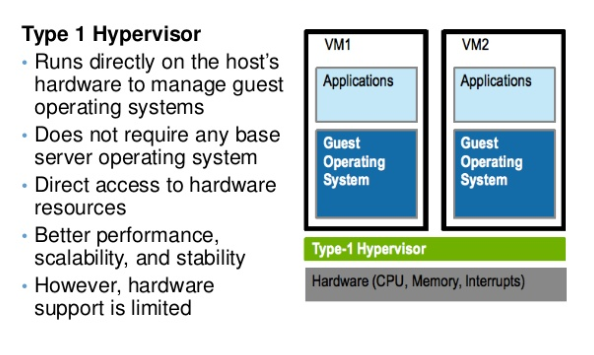 Type 1 Hypervisor
• Runs directly on the host's
hardware to manage guest
operating systems
• Does not require any base
server operating system
• Direct access to hardware
resources
• Better performance,
scalability, and stability
• However, hardware
support is limited
VM1
Applications
Guest
Operating
System
VM2
Applications
Guest
Operating
System
Type-1 Hypervisor
Hardware (CPU, Memory, Interrupts)